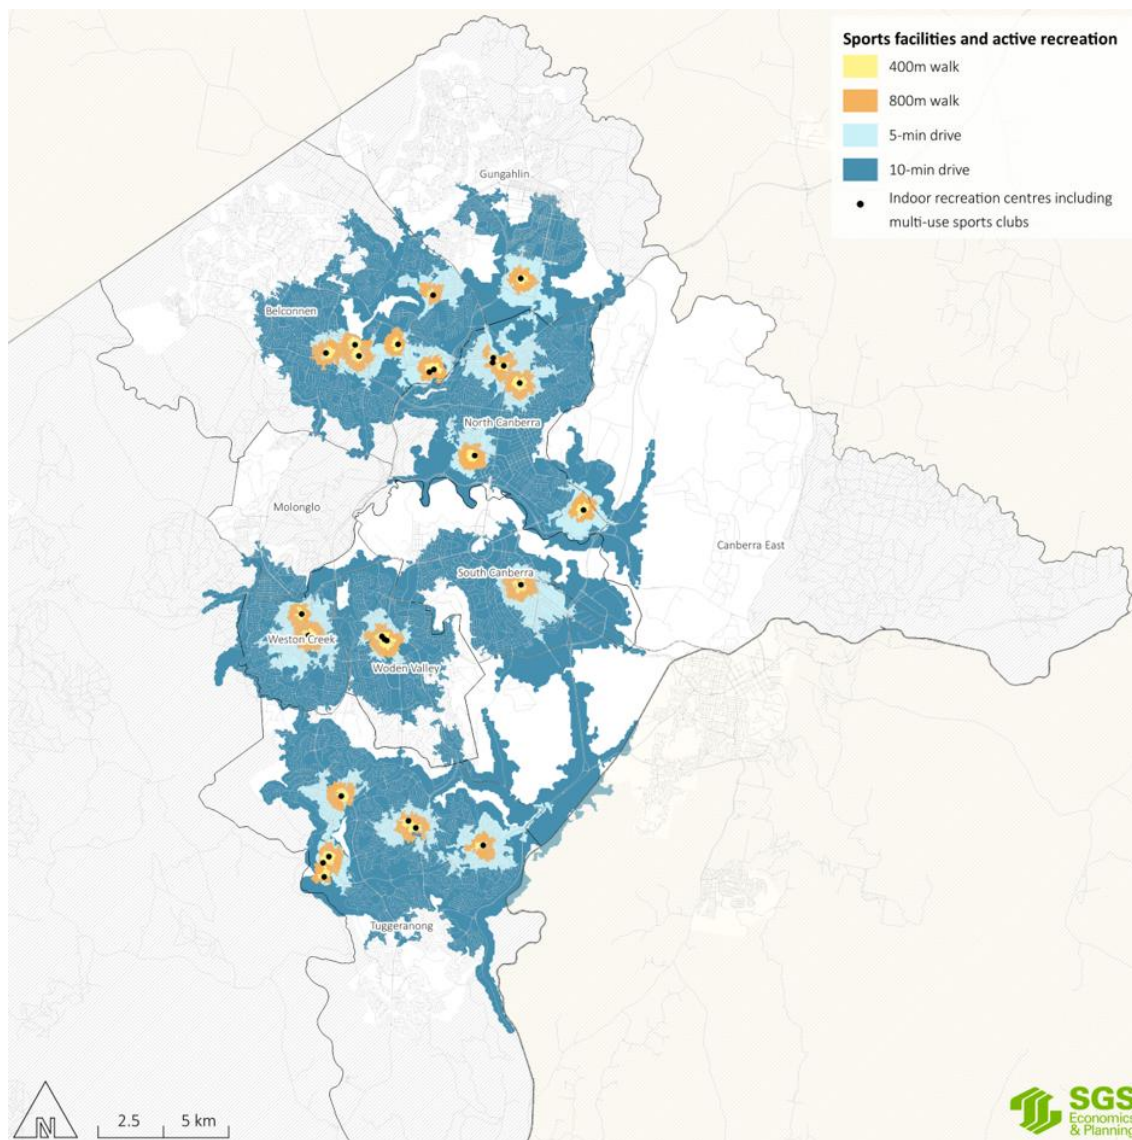 Sports facilities and active recreation
400m walk
800m walk
5-min drive
10-min drive
Indoor recreation centres including
multi-use sports clubs
Gungahlin
Belconnen
North Canberra
Molonglo
Canberra East
South Canberra
Weston Creek
Woden Valley
Tuggeranong
N
2.5 5 km
SGS
Economics
& Planning